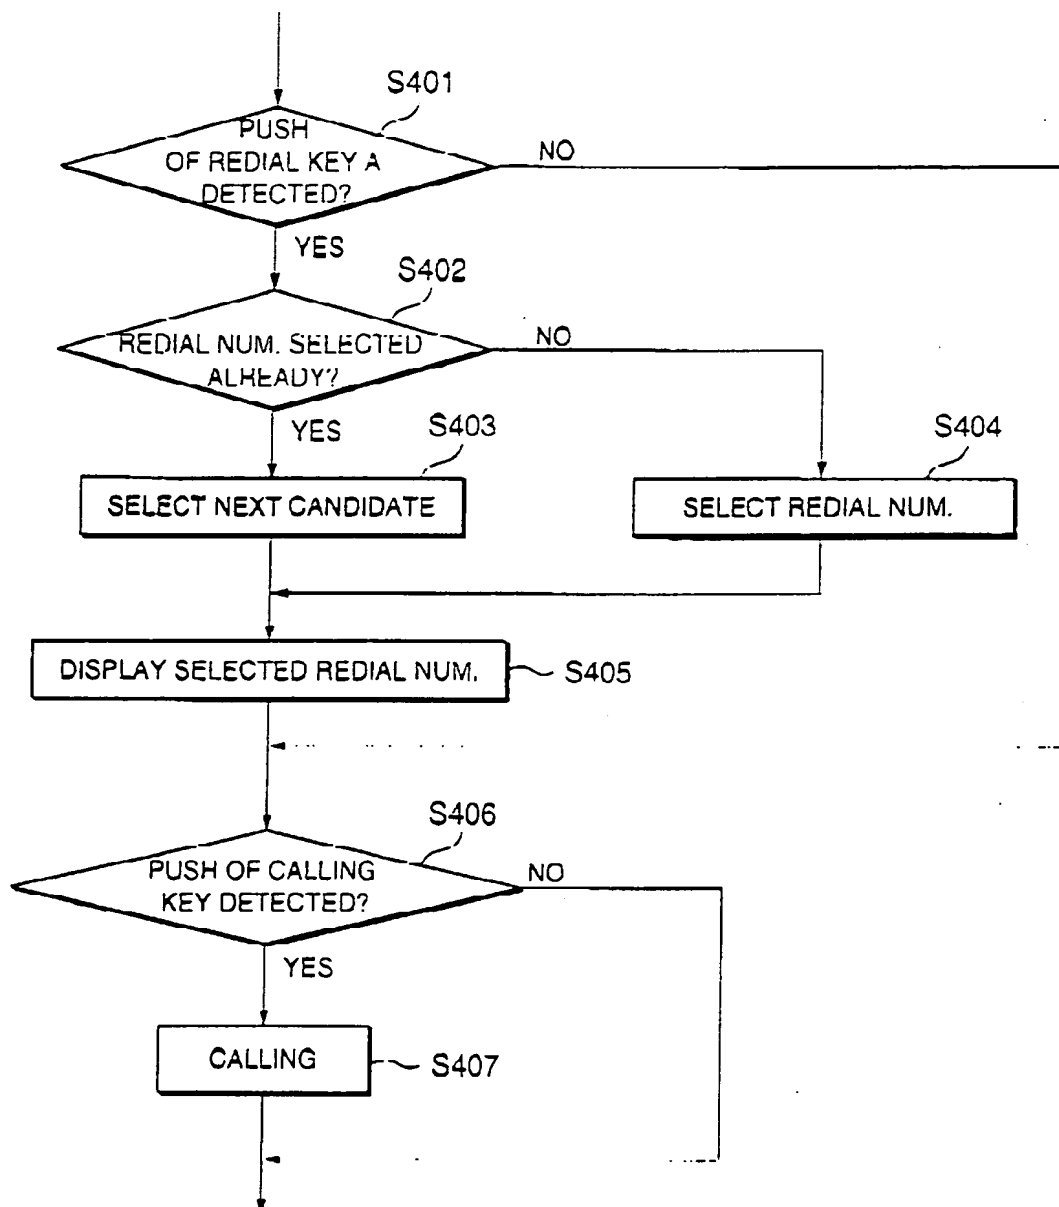 S401
PUSH
OF REDIAL KEY A
DETECTED?
NO
YES
S402
REDIAL NUM. SELECTED
ALREADY?
NO
YES
S403
S404
SELECT NEXT CANDIDATE
SELECT REDIAL NUM.
DISPLAY SELECTED REDIAL NUM.
S405
S406
PUSH OF CALLING
KEY DETECTED?
NO
YES
CALLING
S407